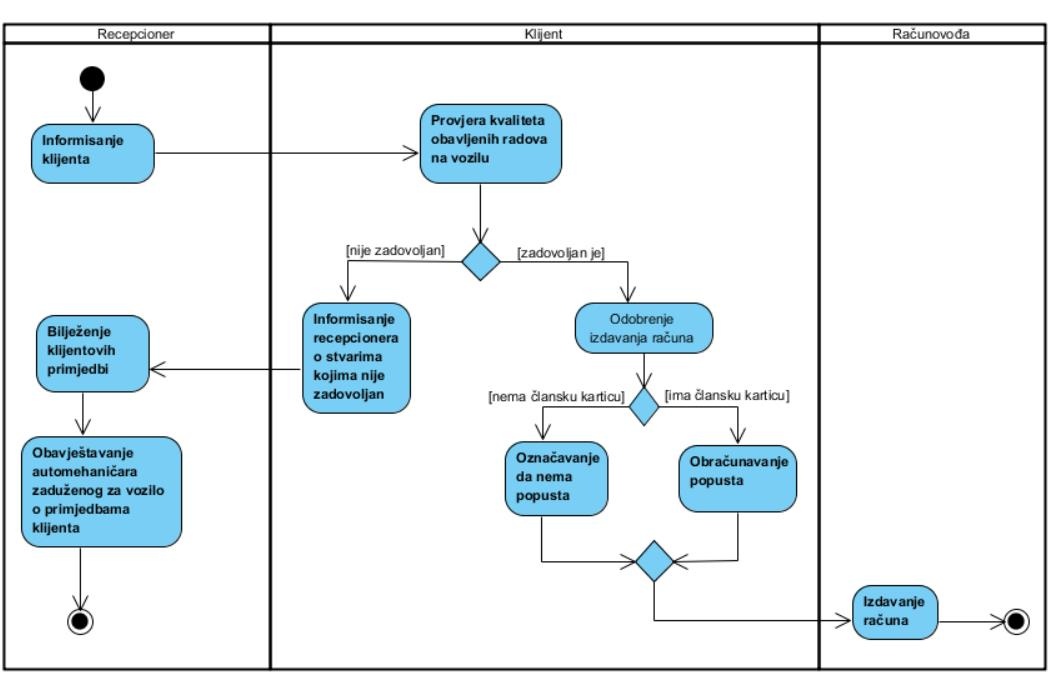 Recepcioner
Klijent
Računovođa
Informisanje
klijenta
Provjera kvaliteta
obavljenih radova
na vozilu
[nije zadovoljan]
[zadovoljan je]
Informisanje
recepcionera
o stvarima
kojima nije
zadovoljan
Odobrenje
izdavanja računa
Bilježenje
klijentovih
primjedbi
[nema člansku karticu]
[ima člansku karticu]
Obavještavanje
automehaničara
zaduženog za vozilo
o primjedbama
klijenta
Označavanje
da nema
popusta
Obračunavanje
popusta
Izdavanje
računa